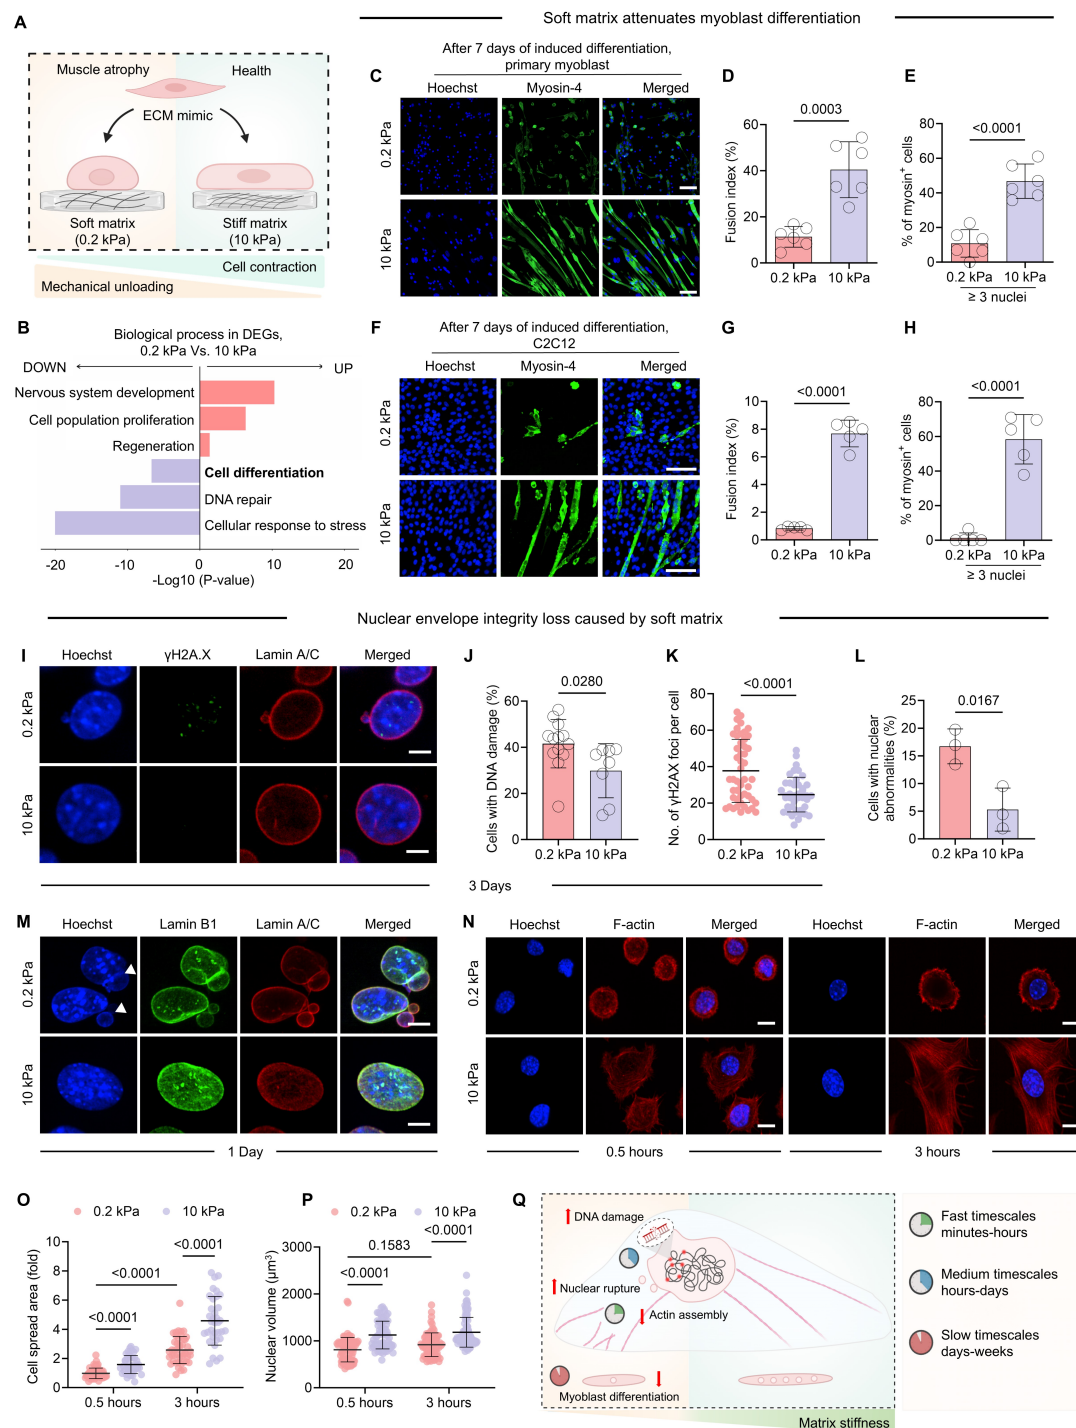 A
Soft matrix attenuates myoblast differentiation
Muscle atrophy
Health
ECM mimic
Soft matrix
(0.2 kPa)
Stiff matrix
(10 kPa)
Cell contraction
Mechanical unloading
C
After 7 days of induced differentiation,
primary myoblast
Hoechst
Myosin-4
Merged
0.2 kPa
10 kPa
D
0.0003
Fusion index (%)
60
40
20
0
0.2 kPa
10 kPa
E
<0.0001
% of myosin⁺ cells
80
60
40
20
0
0.2 kPa
10 kPa
≥ 3 nuclei
B
Biological process in DEGs,
0.2 kPa Vs. 10 kPa
DOWN
UP
Nervous system development
Cell population proliferation
Regeneration
Cell differentiation
DNA repair
Cellular response to stress
-20
-10
0
10
20
-Log10 (P-value)
F
After 7 days of induced differentiation,
C2C12
Hoechst
Myosin-4
Merged
0.2 kPa
10 kPa
G
<0.0001
Fusion index (%)
10
8
6
4
2
0
0.2 kPa
10 kPa
H
<0.0001
% of myosin⁺ cells
80
60
40
20
0
0.2 kPa
10 kPa
≥ 3 nuclei
Nuclear envelope integrity loss caused by soft matrix
I
Hoechst
γH2A.X
Lamin A/C
Merged
0.2 kPa
10 kPa
J
0.0280
Cells with DNA damage (%)
60
40
20
0
0.2 kPa
10 kPa
K
<0.0001
No. of γH2AX foci per cell
80
60
40
20
0
0.2 kPa
10 kPa
L
0.0167
Cells with nuclear
abnormalities (%)
25
20
15
10
5
0
0.2 kPa
10 kPa
3 Days
M
Hoechst
Lamin B1
Lamin A/C
Merged
0.2 kPa
10 kPa
1 Day
N
Hoechst
F-actin
Merged
Hoechst
F-actin
Merged
0.2 kPa
10 kPa
0.5 hours
3 hours
O
0.2 kPa
10 kPa
<0.0001
<0.0001
<0.0001
Cell spread area (fold)
10
8
6
4
2
0
0.5 hours
3 hours
P
0.2 kPa
10 kPa
<0.0001
0.1583
<0.0001
Nuclear volume (μm³)
3000
2000
1000
0
0.5 hours
3 hours
Q
DNA damage
Nuclear rupture
Actin assembly
Myoblast differentiation
Matrix stiffness
Fast timescales
minutes-hours
Medium timescales
hours-days
Slow timescales
days-weeks